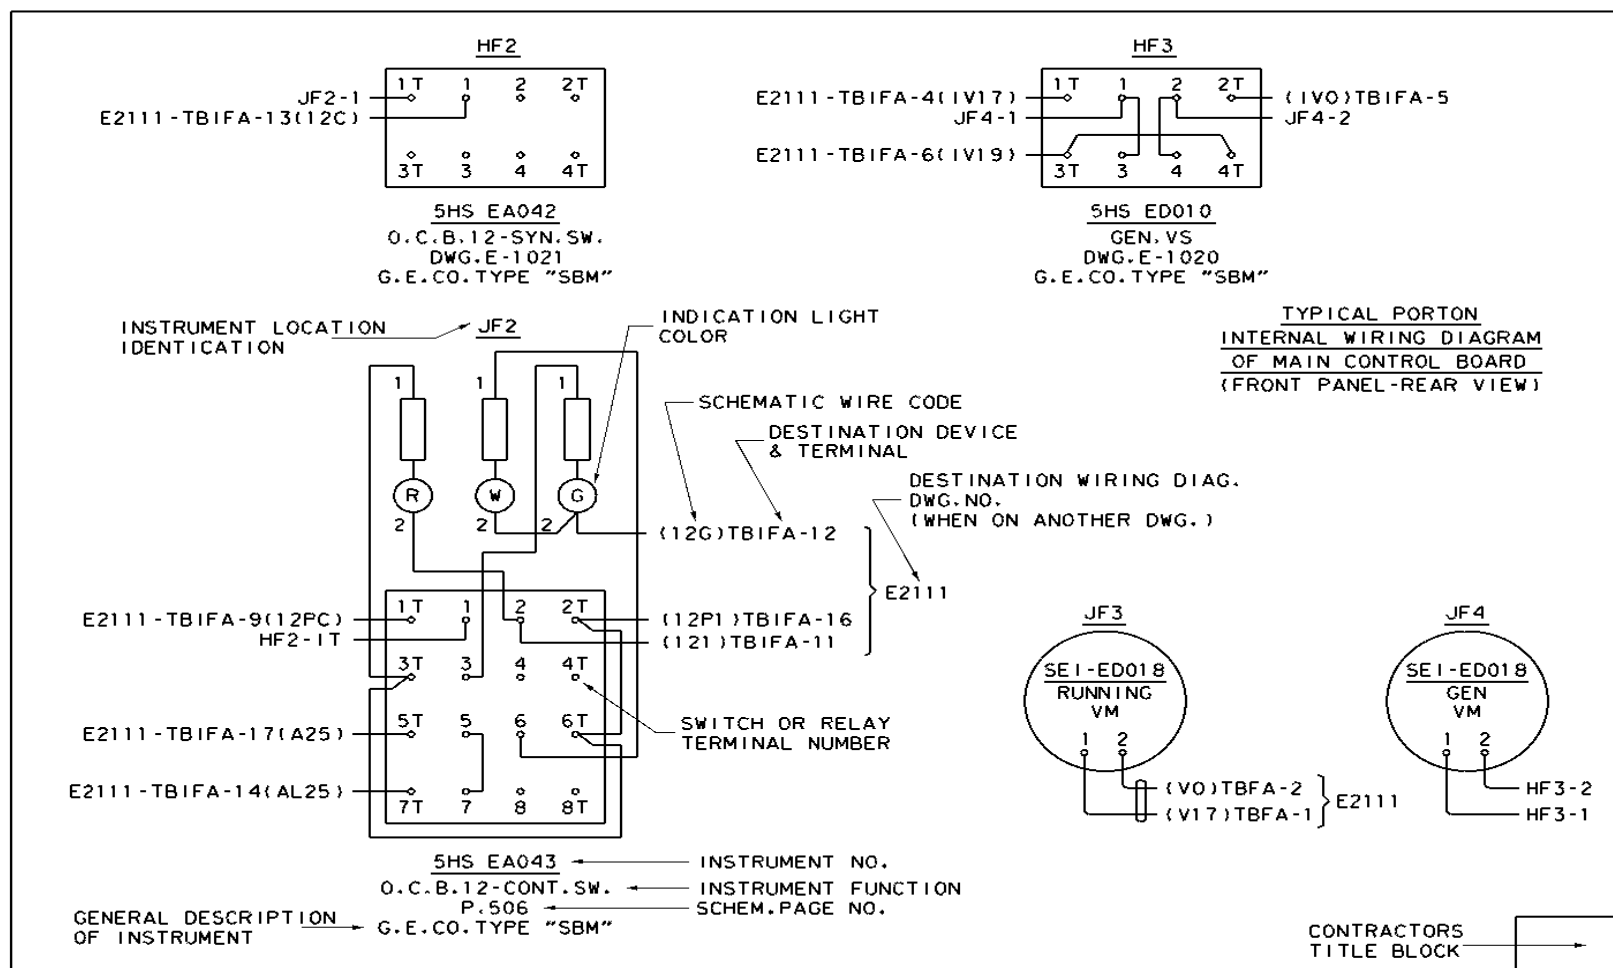 HF2
1T 1 2 2T
JF2-1
E2111-TBIFA-13(12C)
3T 3 4 4T
5HS EA042
O.C.B.12-SYN.SW.
DWG.E-1021
G.E.CO.TYPE "SBM"
HF3
1T 1 2 2T
E2111-TBIFA-4(IV17)
JF4-1
E2111-TBIFA-6(IV19)
(IVO)TBIFA-5
JF4-2
3T 3 4 4T
5HS ED010
GEN.VS
DWG.E-1020
G.E.CO.TYPE "SBM"
TYPICAL PORTON
INTERNAL WIRING DIAGRAM
OF MAIN CONTROL BOARD
(FRONT PANEL-REAR VIEW)
INSTRUMENT LOCATION
IDENTICATION
JF2
INDICATION LIGHT
COLOR
1 1 1
R W G
2 2 2
SCHEMATIC WIRE CODE
DESTINATION DEVICE
& TERMINAL
DESTINATION WIRING DIAG.
DWG.NO.
(WHEN ON ANOTHER DWG.)
(12G)TBIFA-12
E2111
(12P1)TBIFA-16
(121)TBIFA-11
E2111-TBIFA-9(12PC)
HF2-1T
1T 1 2 2T
3T 3 4 4T
5T 5 6 6T
7T 7 8 8T
E2111-TBIFA-17(A25)
E2111-TBIFA-14(AL25)
SWITCH OR RELAY
TERMINAL NUMBER
5HS EA043
INSTRUMENT NO.
O.C.B.12-CONT.SW.
INSTRUMENT FUNCTION
P.506
SCHEM.PAGE NO.
GENERAL DESCRIPTION
OF INSTRUMENT
G.E.CO.TYPE "SBM"
JF3
SEI-ED018
RUNNING
VM
1 2
(VO)TBFA-2
(V17)TBFA-1
E2111
JF4
SEI-ED018
GEN
VM
1 2
HF3-2
HF3-1
CONTRACTORS
TITLE BLOCK